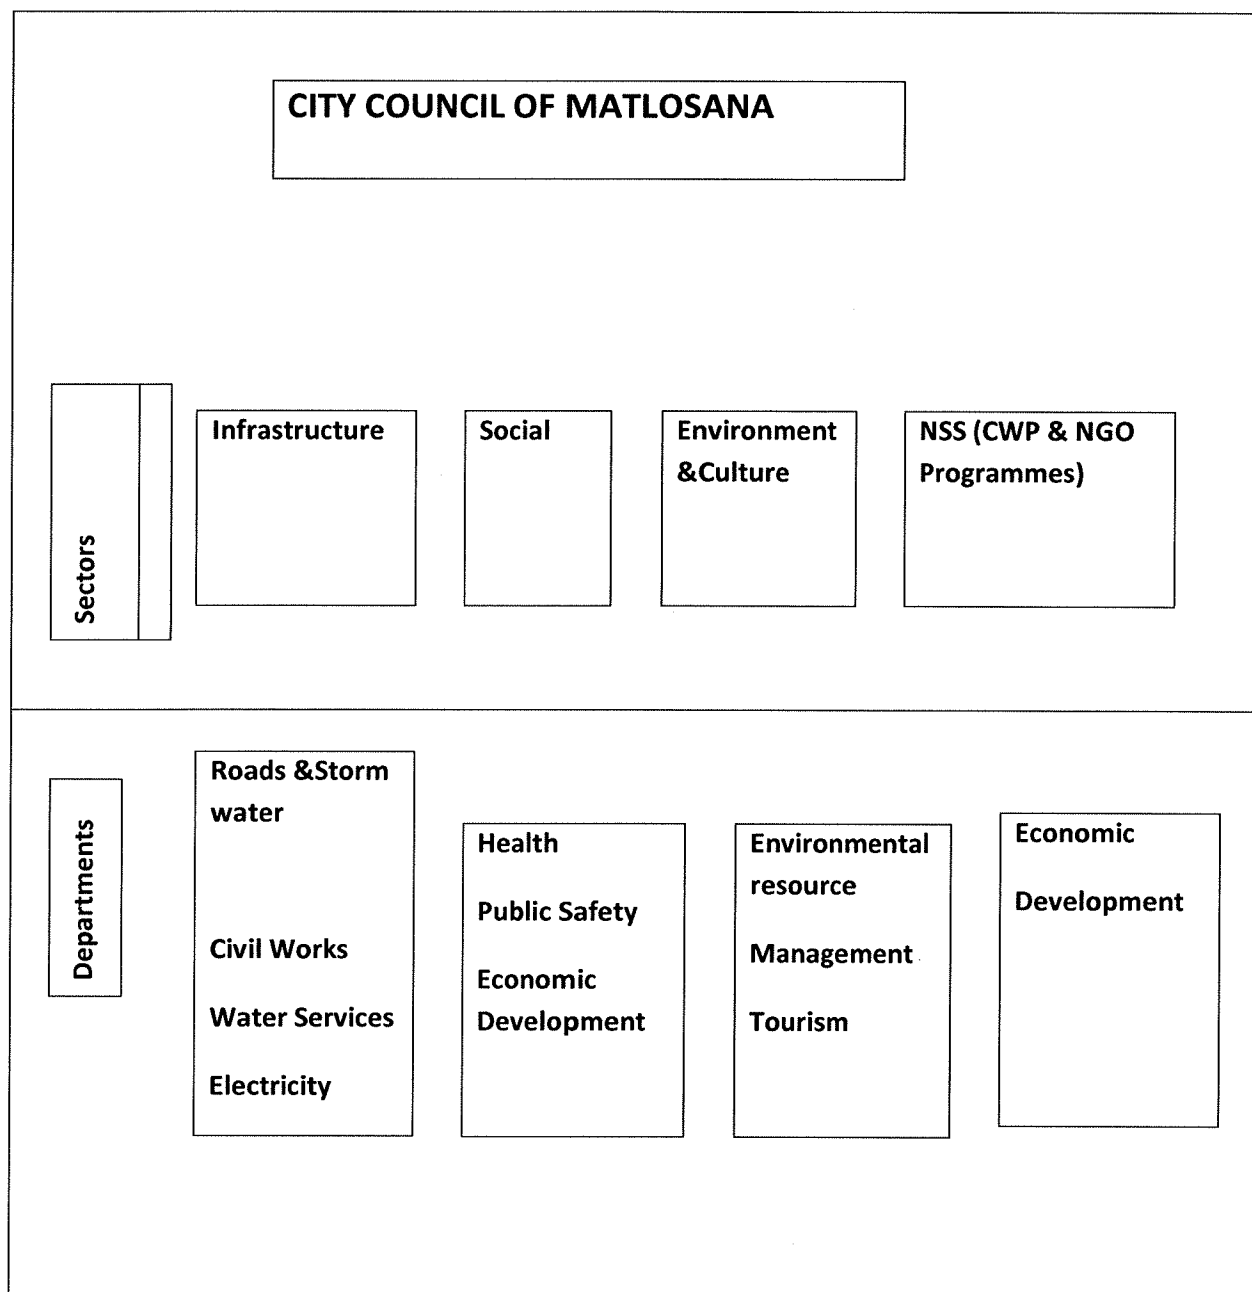 CITY COUNCIL OF MATLOSANA
Sectors
Infrastructure
Social
Environment
&Culture
NSS (CWP & NGO
Programmes)
Departments
Roads &Storm
water
Civil Works
Water Services
Electricity
Health
Public Safety
Economic
Development
Environmental
resource
Management
Tourism
Economic
Development